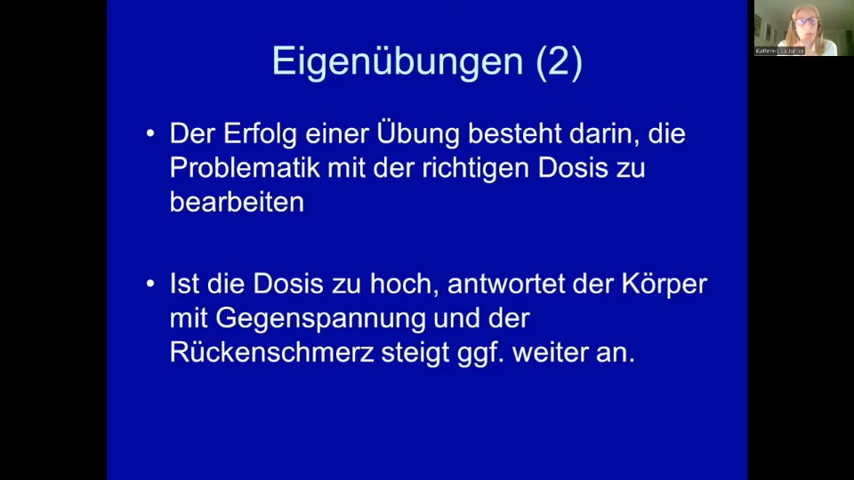 Eigenübungen (2)
• Der Erfolg einer Übung besteht darin, die
Problematik mit der richtigen Dosis zu
bearbeiten
• Ist die Dosis zu hoch, antwortet der Körper
mit Gegenspannung und der
Rückenschmerz steigt ggf. weiter an.